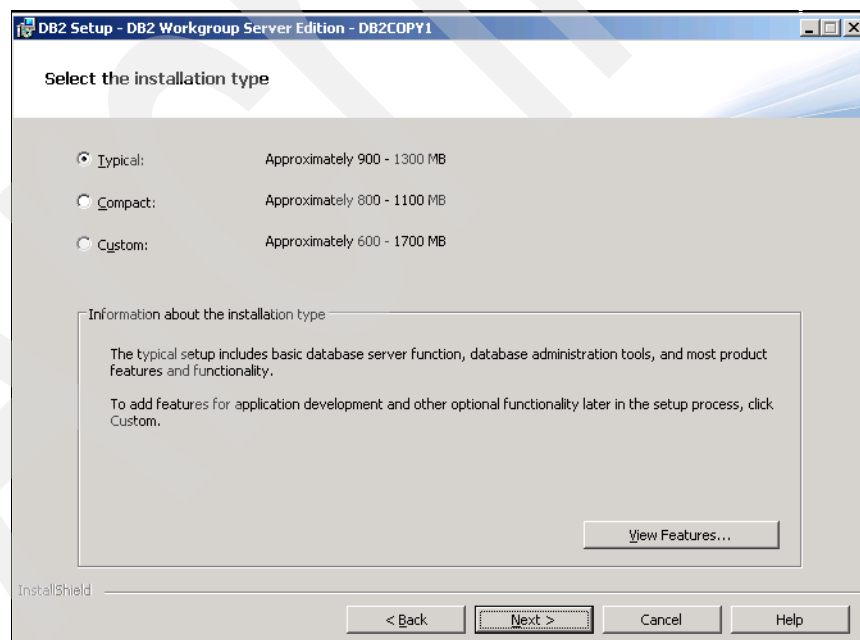 DB2 Setup - DB2 Workgroup Server Edition - DB2COPY1
Select the installation type
Typical: Approximately 900 - 1300 MB
Compact: Approximately 800 - 1100 MB
Custom: Approximately 600 - 1700 MB
Information about the installation type
The typical setup includes basic database server function, database administration tools, and most product
features and functionality.
To add features for application development and other optional functionality later in the setup process, click
Custom.
View Features...
InstallShield
< Back Next > Cancel Help